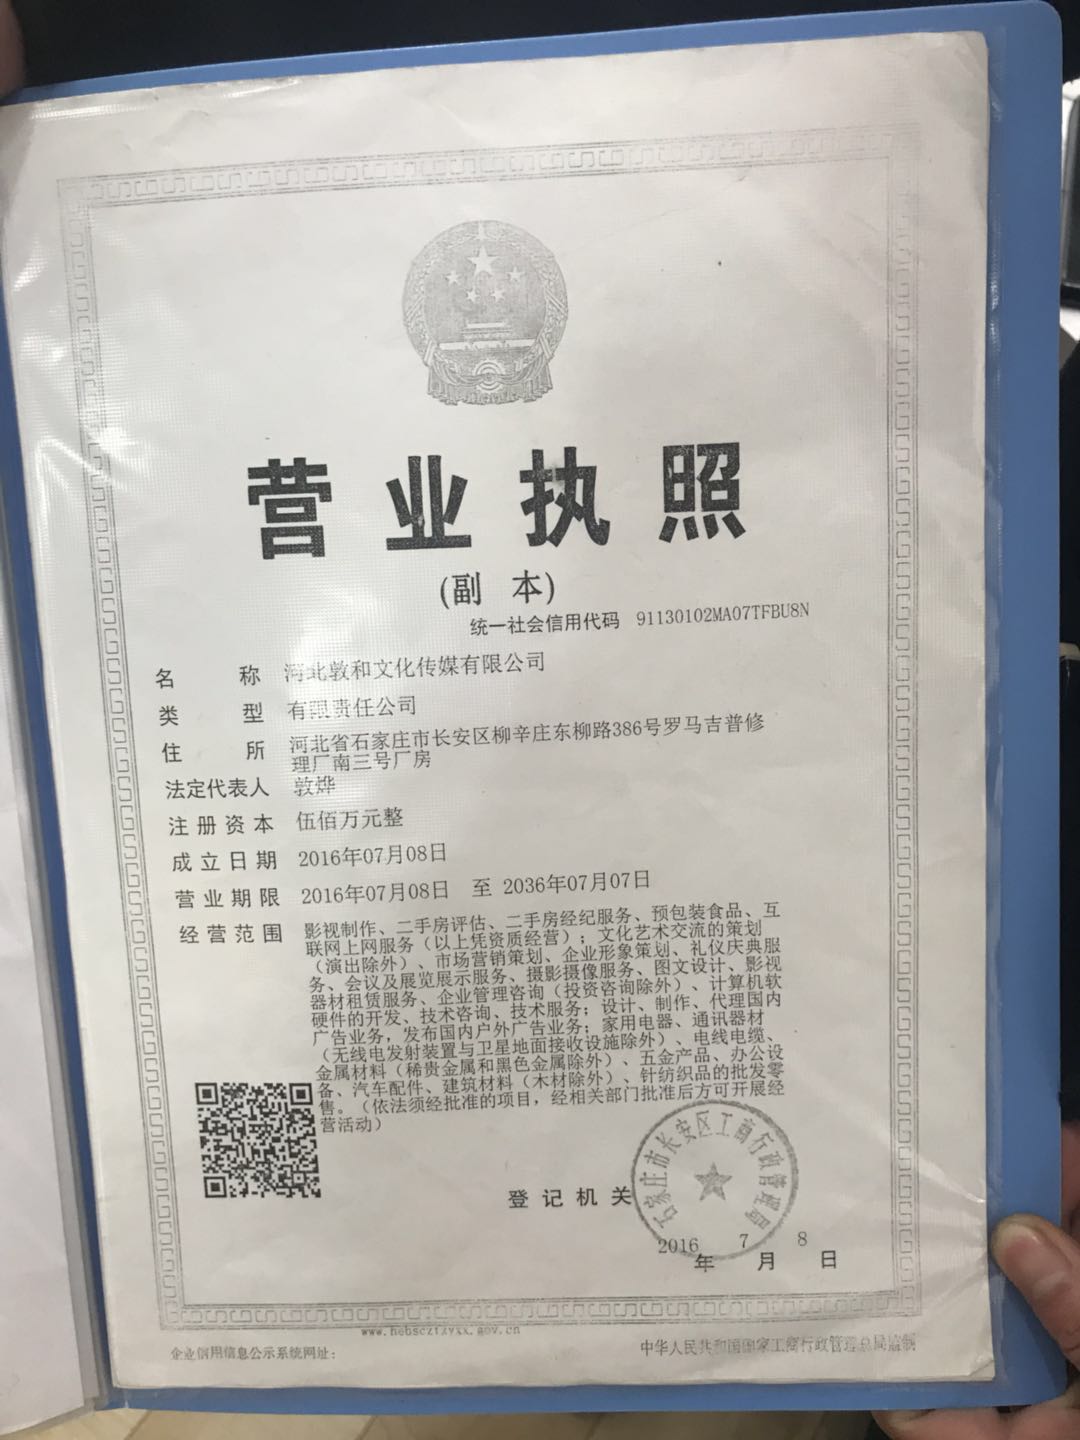 营业执照
(副 本)
统一社会信用代码 91130102MA07TFBU8N
名 称 河北敦和文化传媒有限公司
类 型 有限责任公司
住 所 河北省石家庄市长安区柳辛庄东柳路386号罗马吉普修
理厂南三号厂房
法定代表人 敦烨
注册资本 伍佰万元整
成立日期 2016年07月08日
营业期限 2016年07月08日 至 2036年07月07日
经营范围 影视制作、二手房评估、二手房经纪服务、预包装食品、互
联网上网服务（以上凭资质经营）；文化艺术交流的策划
（演出除外）、市场营销策划、企业形象策划、礼仪庆典服
务、会议及展览展示服务、摄影摄像服务、图文设计、影视
器材租赁服务、企业管理咨询（投资咨询除外）、计算机软
硬件的开发、技术咨询、技术服务；设计、制作、代理国内
广告业务，发布国内户外广告业务；家用电器、通讯器材
（无线电发射装置与卫星地面接收设施除外）、电线电缆、
金属材料（稀贵金属和黑色金属除外）、五金产品、办公设
备、汽车配件、建筑材料（木材除外）、针纺织品的批发零
售。（依法须经批准的项目，经相关部门批准后方可开展经
营活动）
石家庄市长安区工商行政管理局
登记机关
2016年7月8日
www.hebscztxyxx.gov.cn
企业信用信息公示系统网址：
中华人民共和国国家工商行政管理总局监制